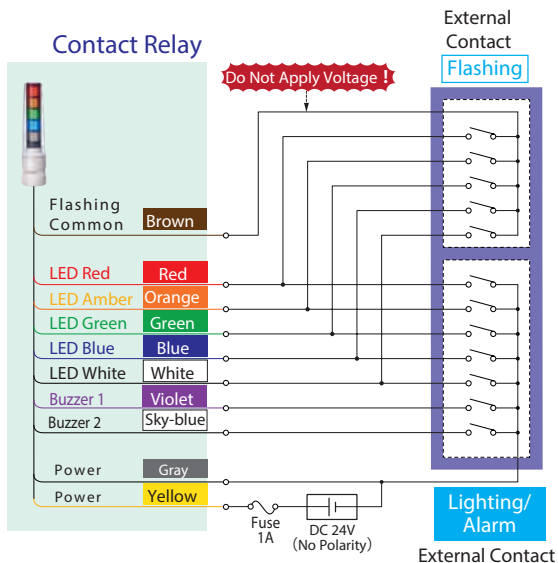 External
Contact
Flashing
Contact Relay
Do Not Apply Voltage !
Flashing
Common
Brown
LED Red
Red
LED Amber
Orange
LED Green
Green
LED Blue
Blue
LED White
White
Buzzer 1
Violet
Buzzer 2
Sky-blue
Power
Gray
Power
Yellow
Fuse
1A
DC 24V
(No Polarity)
Lighting/
Alarm
External Contact